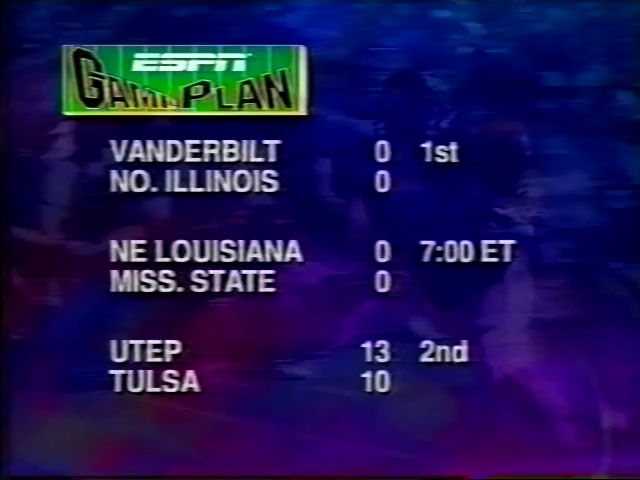 ESPN
GAME PLAN
VANDERBILT 0 1st
NO. ILLINOIS 0
NE LOUISIANA 0 7:00 ET
MISS. STATE 0
UTEP 13 2nd
TULSA 10